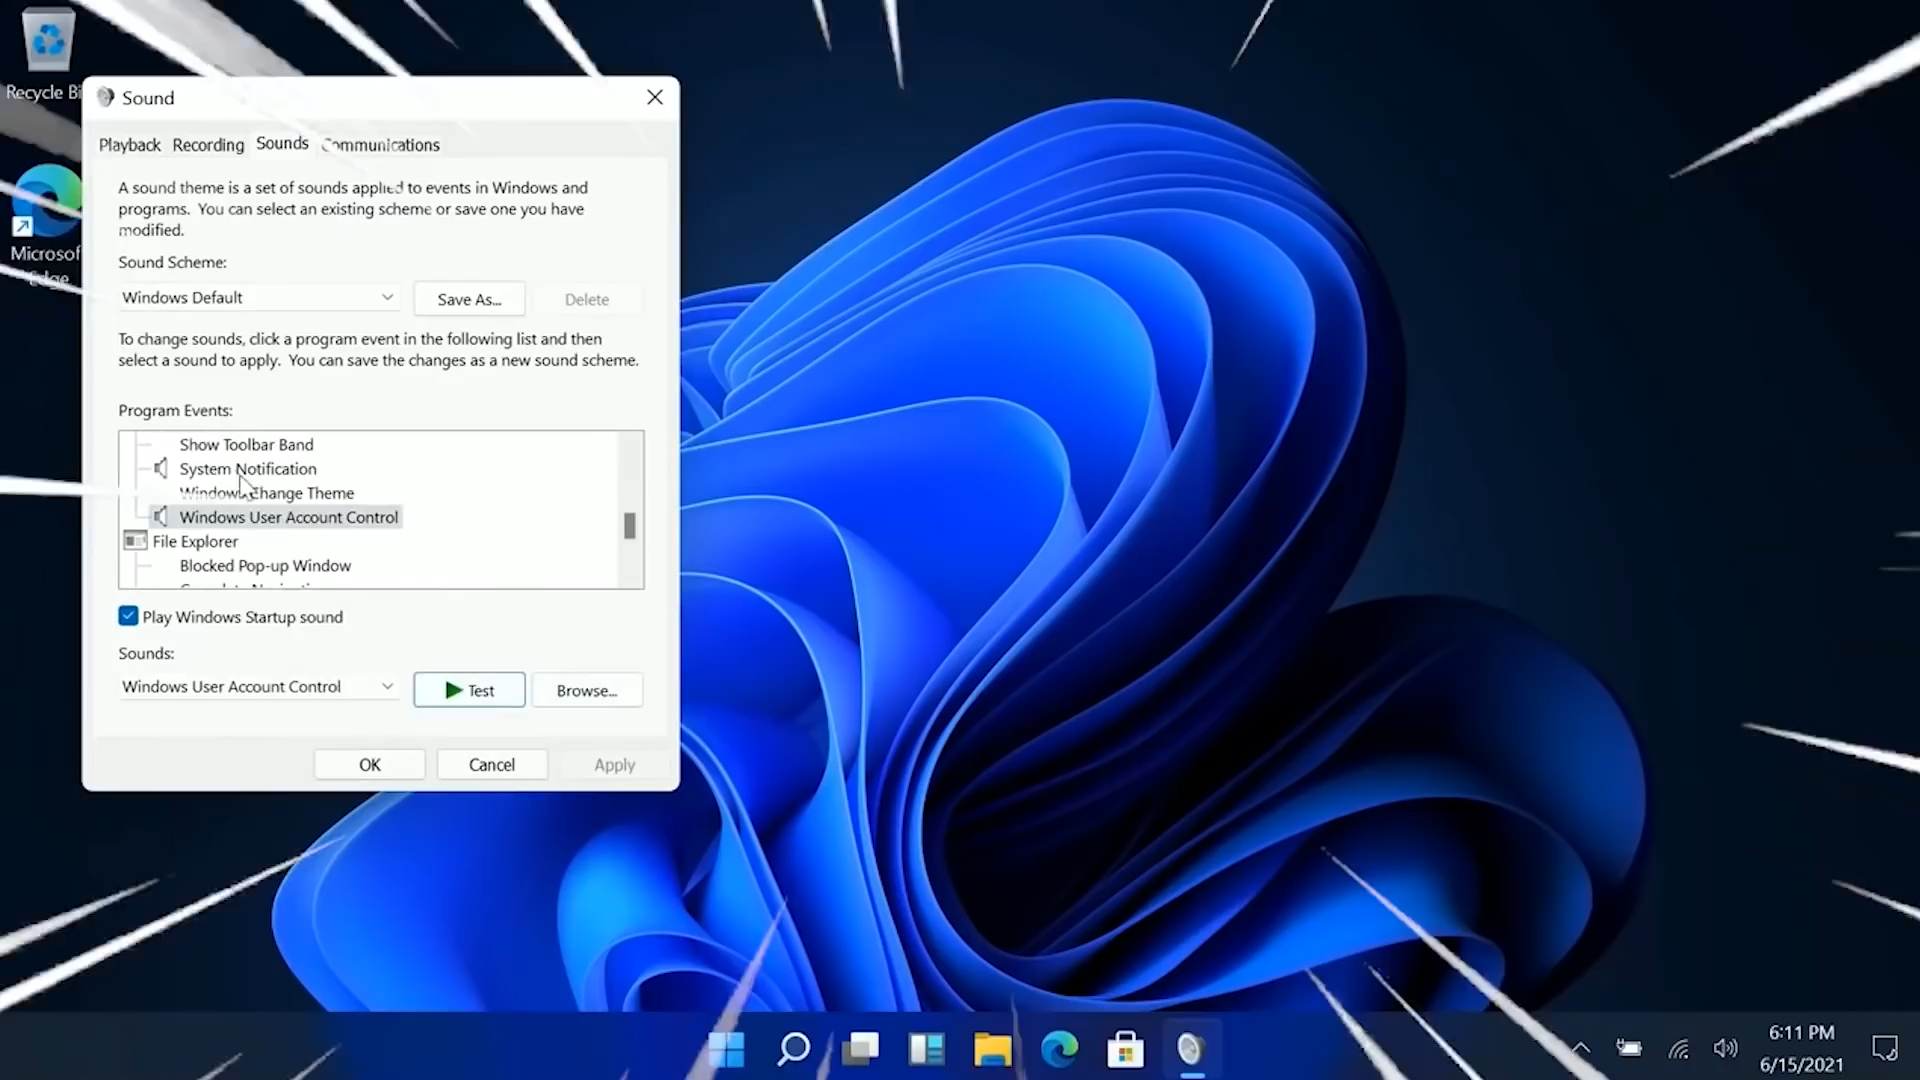 Recycle Bi
Microsof
Edge
Sound
Playback Recording Sounds Communications
A sound theme is a set of sounds applied to events in Windows and
programs. You can select an existing scheme or save one you have
modified.
Sound Scheme:
Windows Default
Save As...
Delete
To change sounds, click a program event in the following list and then
select a sound to apply. You can save the changes as a new sound scheme.
Program Events:
Show Toolbar Band
System Notification
Windows Change Theme
Windows User Account Control
File Explorer
Blocked Pop-up Window
Play Windows Startup sound
Sounds:
Windows User Account Control
Test
Browse...
OK
Cancel
Apply
6:11 PM
6/15/2021